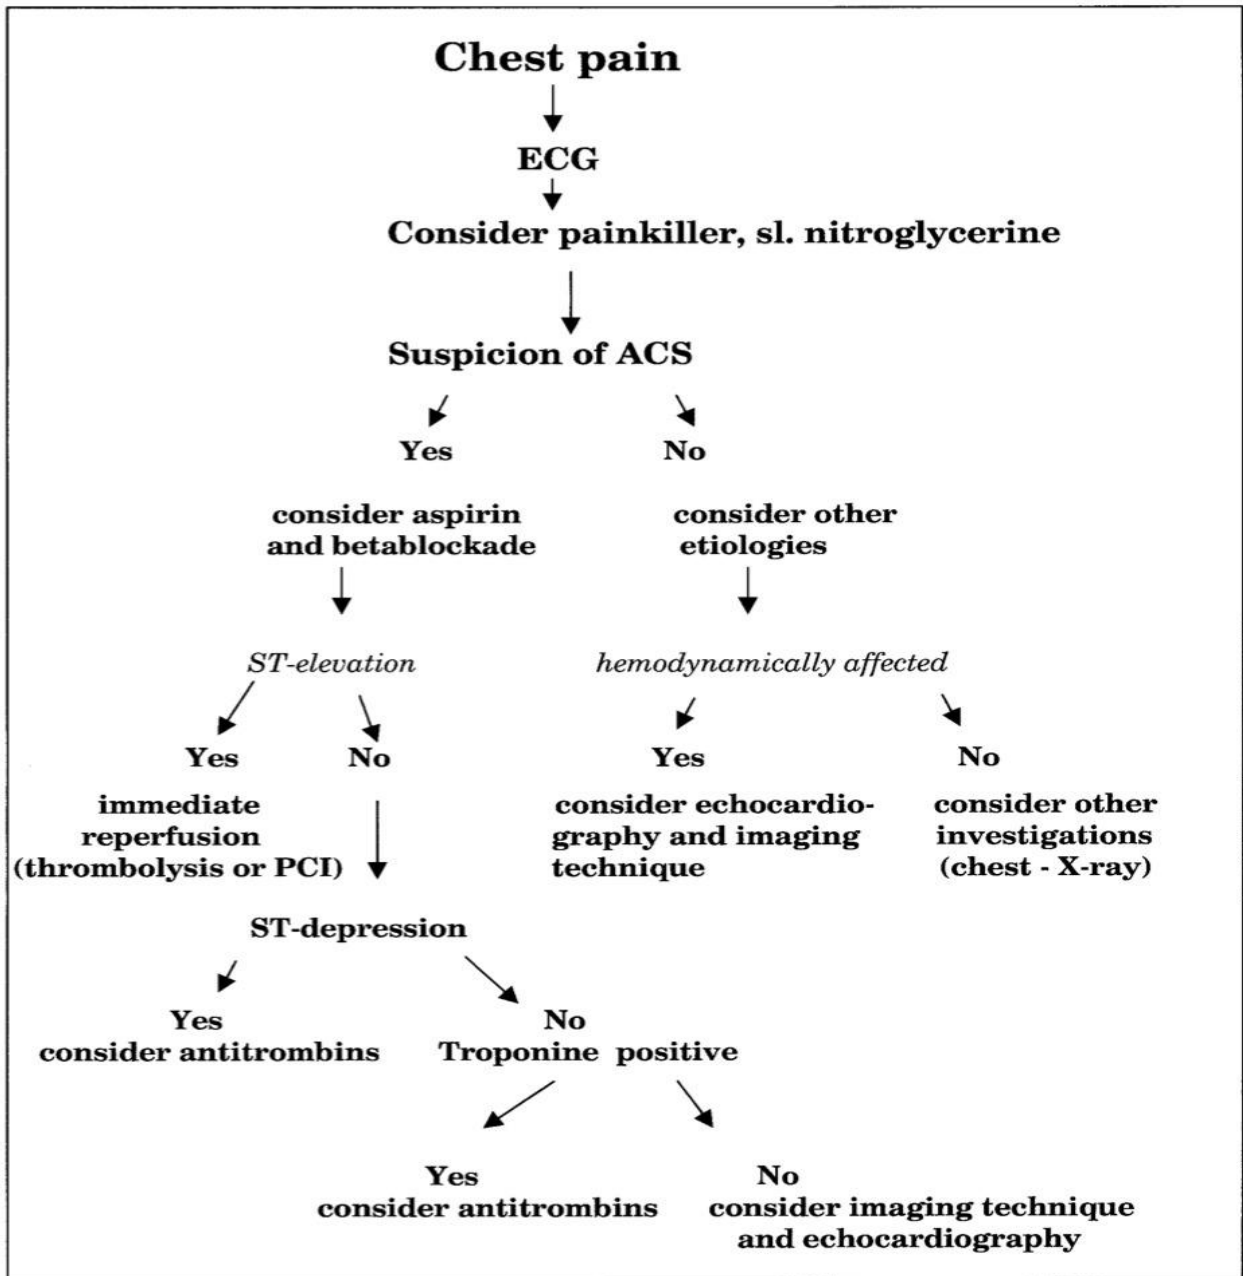 Chest pain
ECG
Consider painkiller, sl. nitroglycerine
Suspicion of ACS
Yes
No
consider aspirin
and betablockade
consider other
etiologies
ST-elevation
hemodynamically affected
Yes
No
Yes
No
immediate
reperfusion
(thrombolysis or PCI)
consider echocardio-
graphy and imaging
technique
consider other
investigations
(chest - X-ray)
ST-depression
Yes
consider antitrombins
No
Troponine positive
Yes
consider antitrombins
No
consider imaging technique
and echocardiography